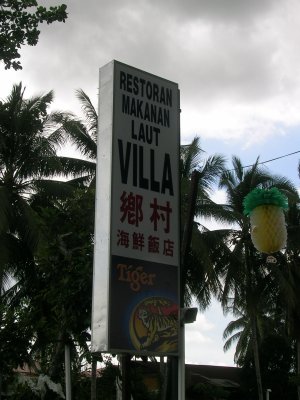 RESTORAN
MAKANAN
LAUT
VILLA
鄉村
海鮮飯店
Tiger